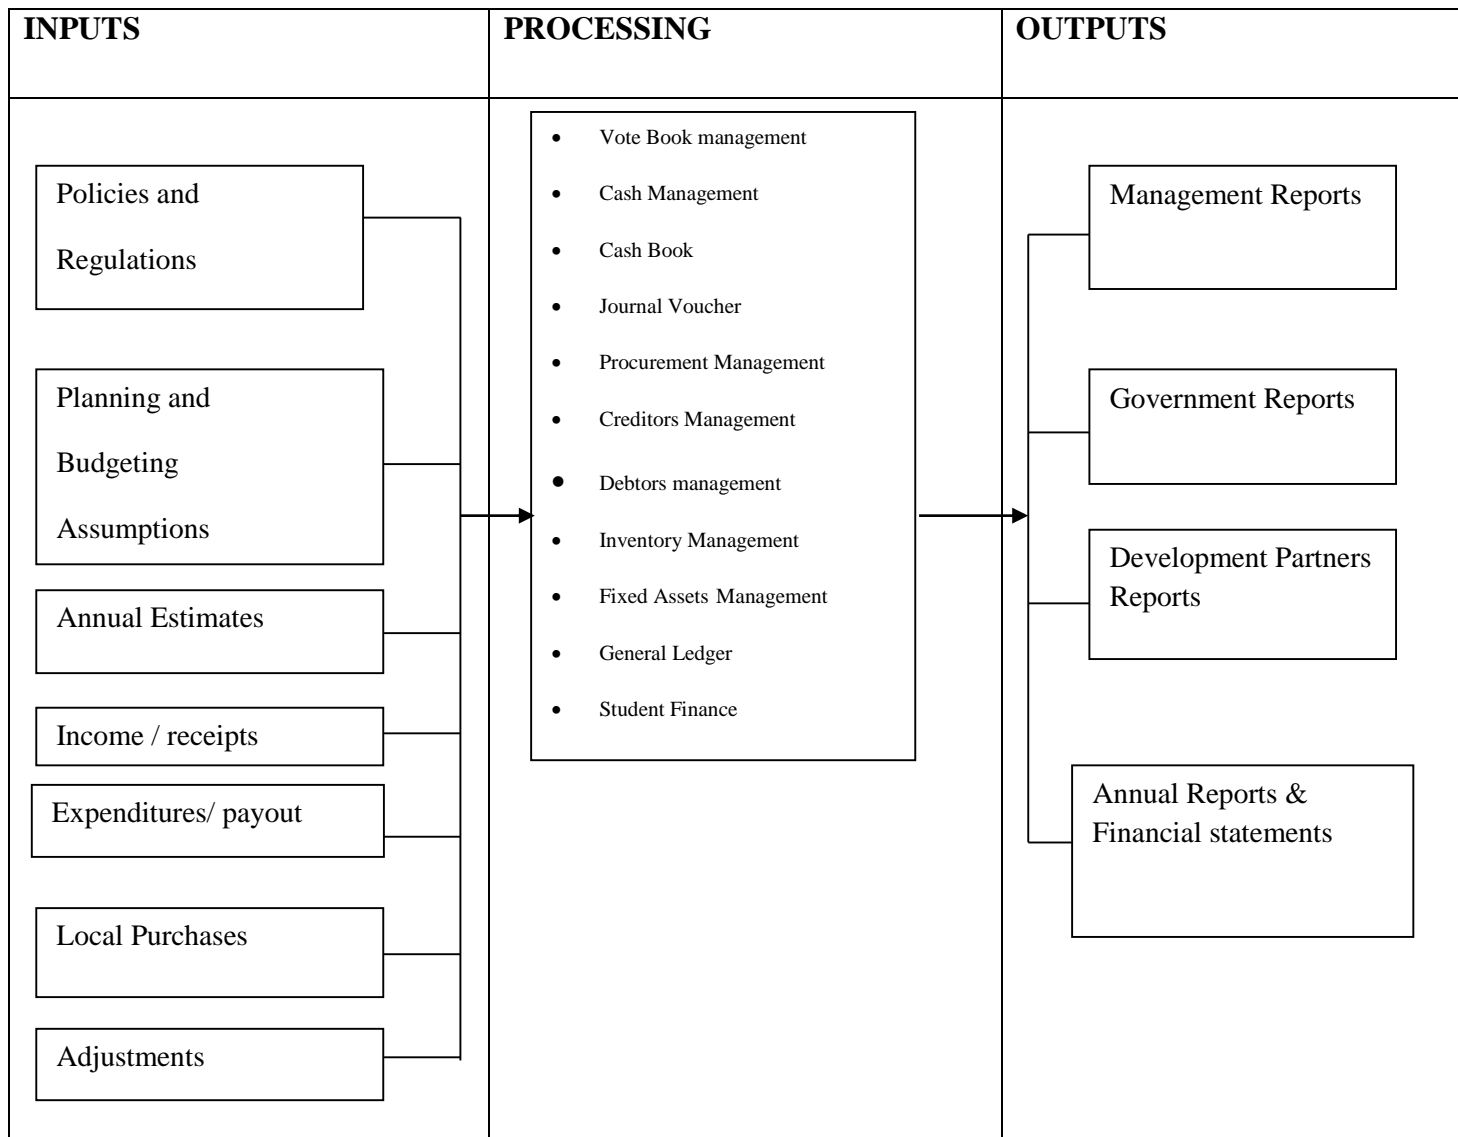 INPUTS
PROCESSING
OUTPUTS
Policies and
Regulations
Planning and
Budgeting
Assumptions
Annual Estimates
Income / receipts
Expenditures/ payout
Local Purchases
Adjustments
• Vote Book management
• Cash Management
• Cash Book
• Journal Voucher
• Procurement Management
• Creditors Management
• Debtors management
• Inventory Management
• Fixed Assets Management
• General Ledger
• Student Finance
Management Reports
Government Reports
Development Partners
Reports
Annual Reports &
Financial statements